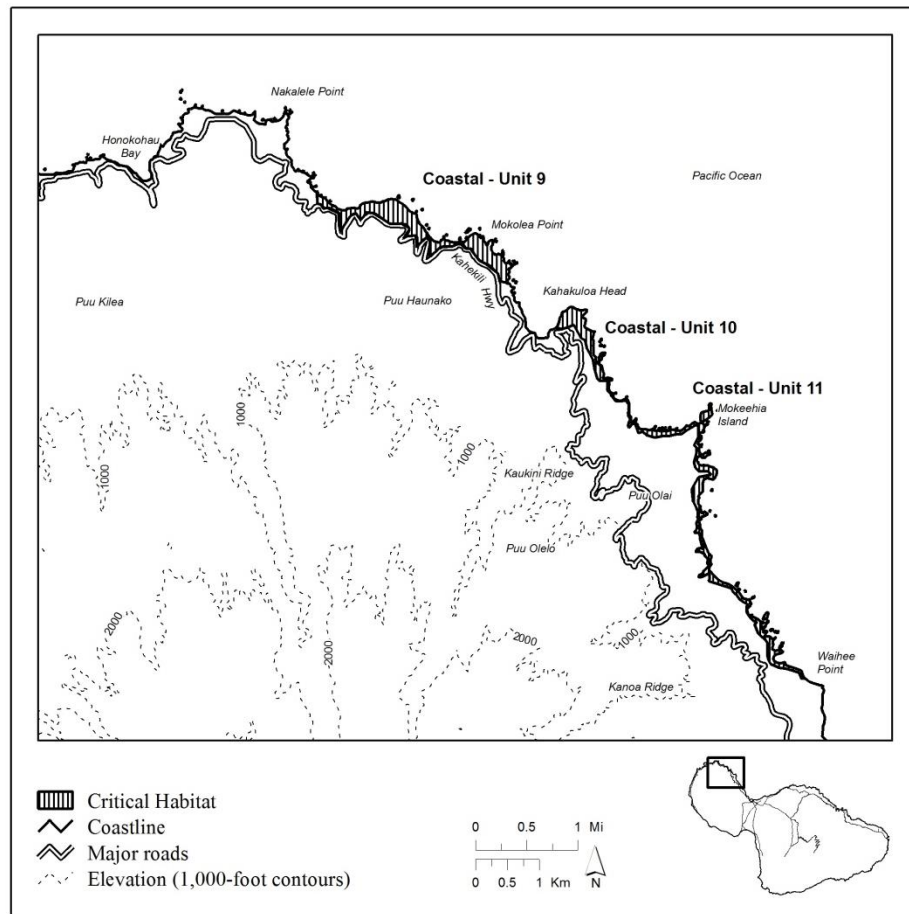 Nakalele Point
Honokohau
Bay
Coastal - Unit 9
Pacific Ocean
Mokolea Point
Kahekili
Hwy
Puu Kilea
Puu Haunako
Kahakuloa Head
Coastal - Unit 10
Coastal - Unit 11
Mokeehia
Island
1000
1000
1000
Kaukini Ridge
Puu Olai
Puu Olelo
2000
2000
2000
1000
Waihee
Point
Kanoa Ridge
Critical Habitat
Coastline
Major roads
Elevation (1,000-foot contours)
0 0.5 1 Mi
0 0.5 1 Km
N